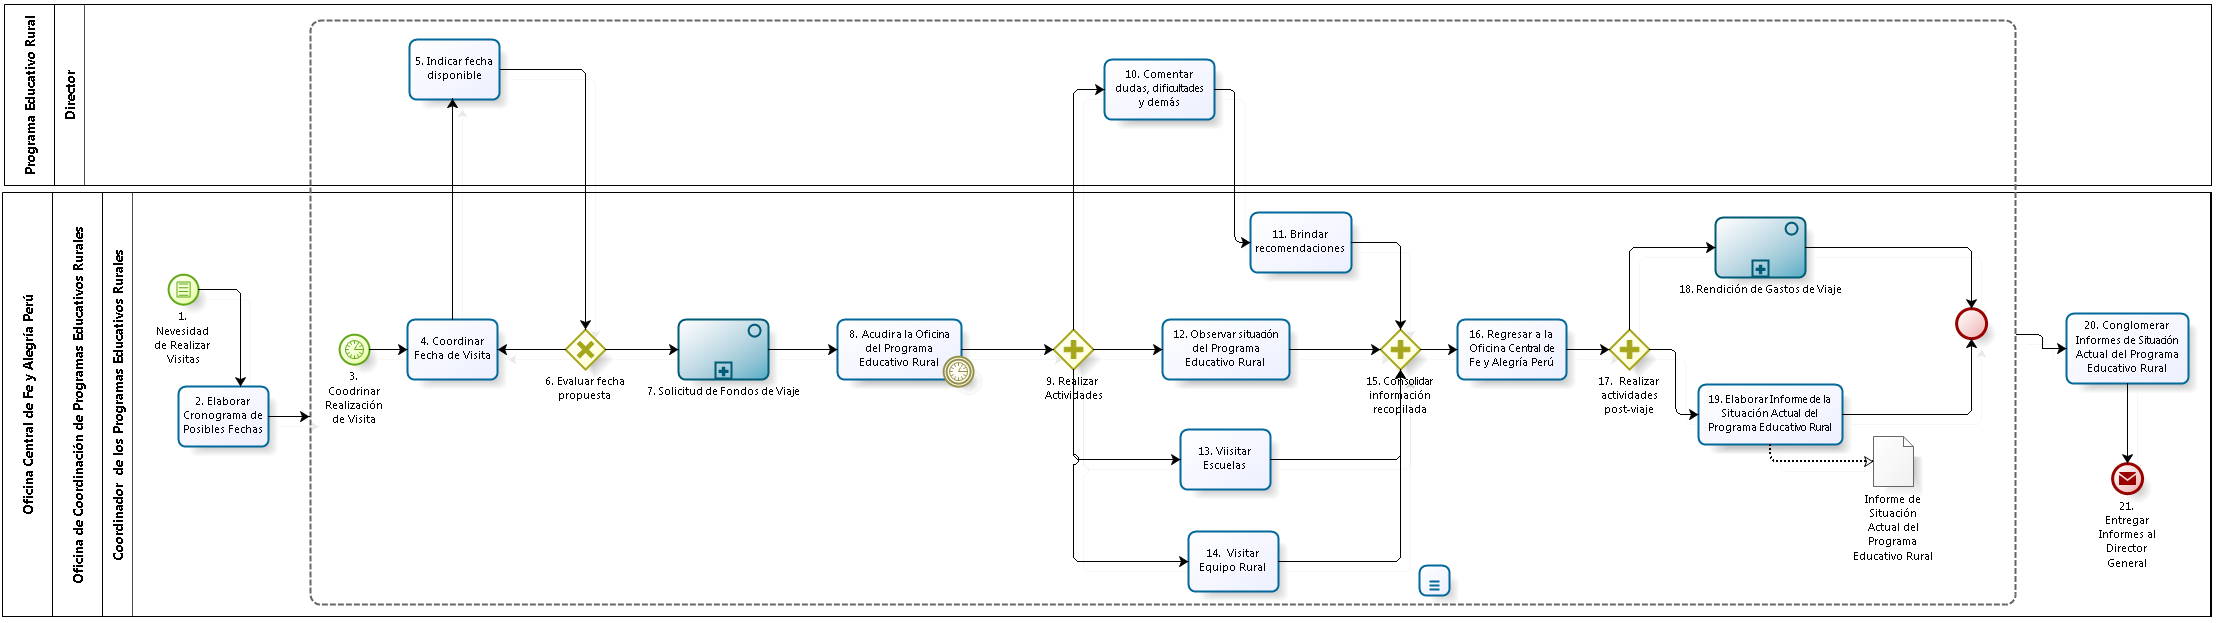 Programa Educativo Rural
Director
5. Indicar fecha
disponible
10. Comentar
dudas, dificultades
y demás
Oficina Central de Fe y Alegría Perú
Oficina de Coordinación de Programas Educativos Rurales
Coordinador de los Programas Educativos Rurales
1.
Nevesidad
de Realizar
Visitas
2. Elaborar
Cronograma de
Posibles Fechas
3.
Coodrinar
Realización
de Visita
4. Coordinar
Fecha de Visita
6. Evaluar fecha
propuesta
7. Solicitud de Fondos de Viaje
8. Acudira la Oficina
del Programa
Educativo Rural
9. Realizar
Actividades
11. Brindar
recomendaciones
12. Observar situación
del Programa
Educativo Rural
13. Viisitar
Escuelas
14. Visitar
Equipo Rural
15. Consolidar
información
recopilada
16. Regresar a la
Oficina Central de
Fe y Alegría Perú
17. Realizar
actividades
post-viaje
18. Rendición de Gastos de Viaje
19. Elaborar Informe de la
Situación Actual del
Programa Educativo Rural
Informe de
Situación
Actual del
Programa
Educativo Rural
20. Conglomerar
Informes de Situación
Actual del Programa
Educativo Rural
21.
Entregar
Informes al
Director
General